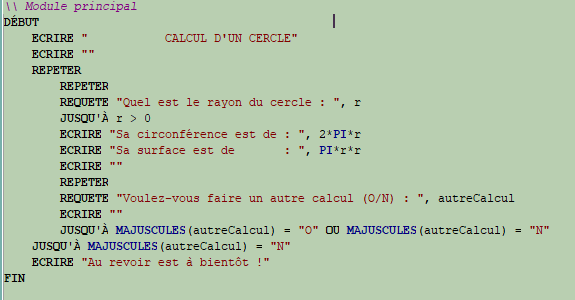 \\ Module principal
DÉBUT
    ECRIRE "           CALCUL D'UN CERCLE"
    ECRIRE ""
    REPETER
        REPETER
        REQUETE "Quel est le rayon du cercle : ", r
        JUSQU'À r > 0
        ECRIRE "Sa circonférence est de : ", 2*PI*r
        ECRIRE "Sa surface est de       : ", PI*r*r
        ECRIRE ""
        REPETER
        REQUETE "Voulez-vous faire un autre calcul (O/N) : ", autreCalcul
        ECRIRE ""
        JUSQU'À MAJUSCULES(autreCalcul) = "O" OU MAJUSCULES(autreCalcul) = "N"
    JUSQU'À MAJUSCULES(autreCalcul) = "N"
    ECRIRE "Au revoir est à bientôt !"
FIN